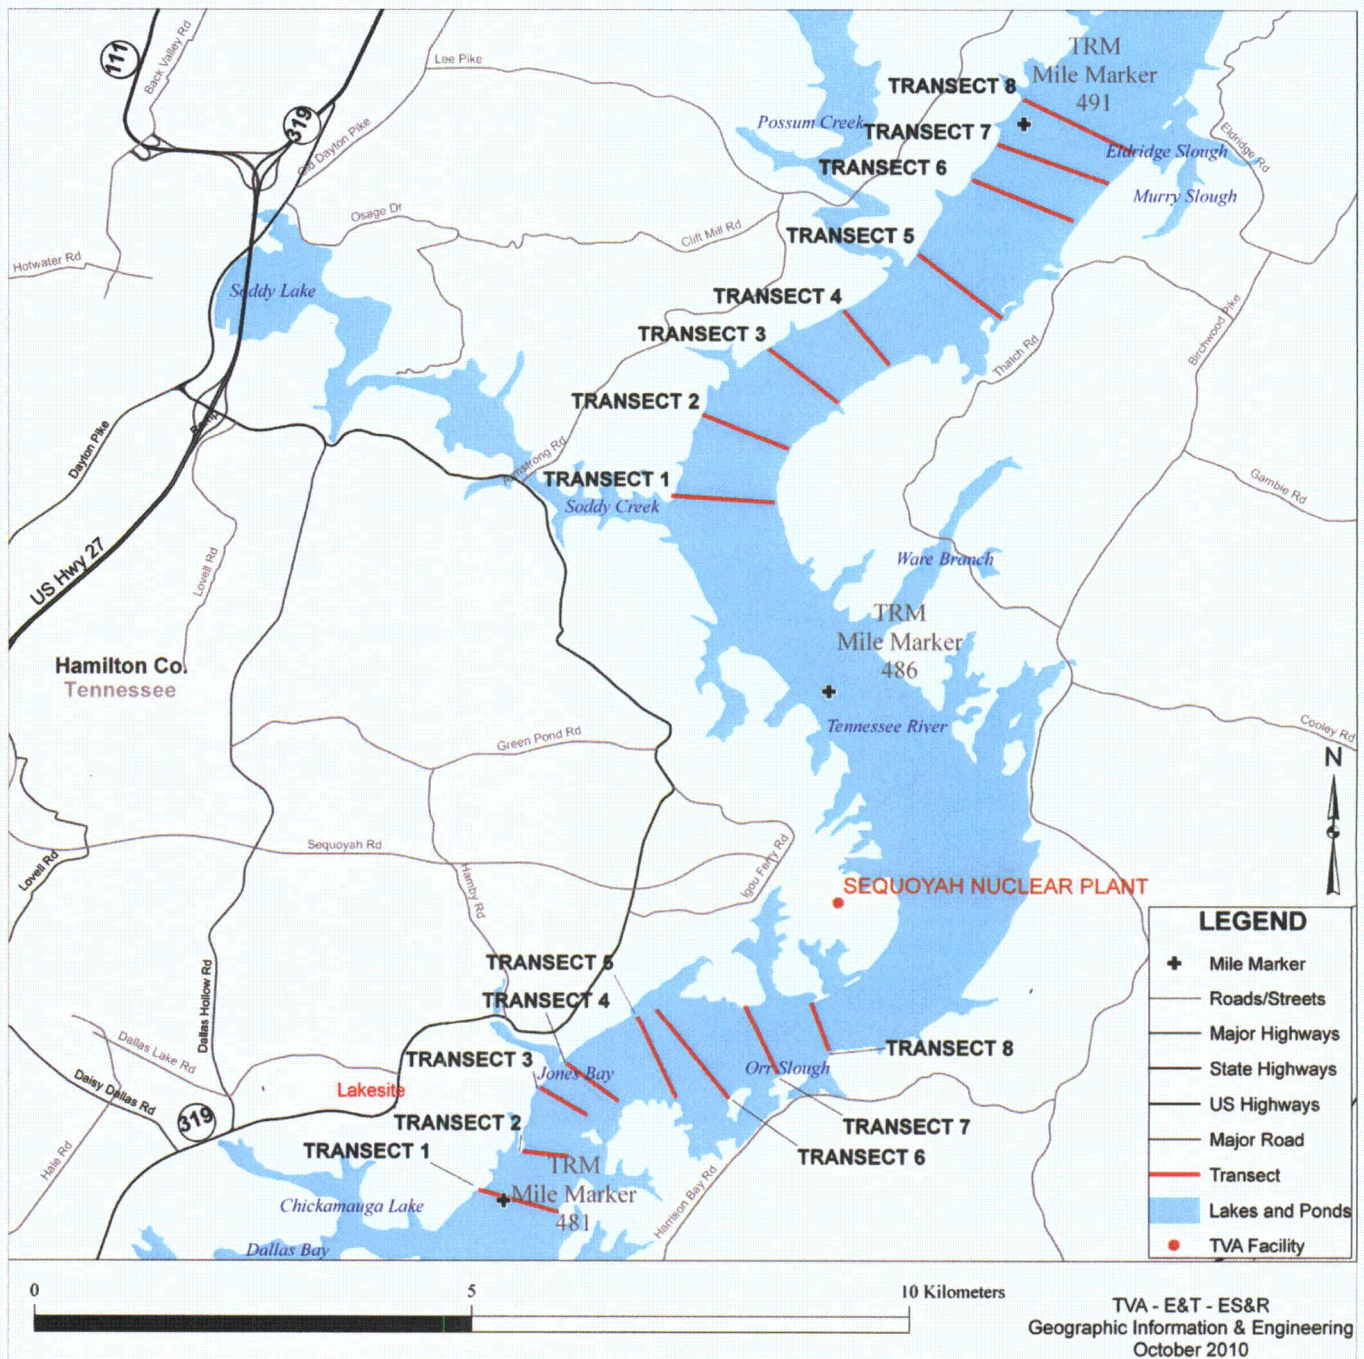 111
Back Valley Rd
Lee Pike
319
Old Dayton Pike
TRM
Mile Marker
491
TRANSECT 8
Possum Creek
TRANSECT 7
Eldridge Slough
Eldridge Rd
TRANSECT 6
Murry Slough
Osage Dr
Clift Mill Rd
TRANSECT 5
Hotwater Rd
Soddy Lake
TRANSECT 4
TRANSECT 3
Thatch Rd
Birchwood Pike
TRANSECT 2
Ramp
Dayton Pike
Armstrong Rd
TRANSECT 1
Soddy Creek
Gamble Rd
US Hwy 27
Lovell Rd
Ware Branch
TRM
Mile Marker
486
Hamilton Co.
Tennessee
Tennessee River
Green Pond Rd
Cooley Rd
N
Sequoyah Rd
Lovell Rd
Hamby Rd
Igou Ferry Rd
SEQUOYAH NUCLEAR PLANT
TRANSECT 5
TRANSECT 4
Dallas Hollow Rd
Dallas Lake Rd
TRANSECT 3
Jones Bay
Orr Slough
TRANSECT 8
Daisy Dallas Rd
319
Lakesite
TRANSECT 2
TRANSECT 7
TRANSECT 1
TRANSECT 6
Hale Rd
TRM
Mile Marker
481
Chickamauga Lake
Harrison Bay Rd
Dallas Bay
LEGEND
Mile Marker
Roads/Streets
Major Highways
State Highways
US Highways
Major Road
Transect
Lakes and Ponds
TVA Facility
0 5 10 Kilometers
TVA - E&T - ES&R
Geographic Information & Engineering
October 2010